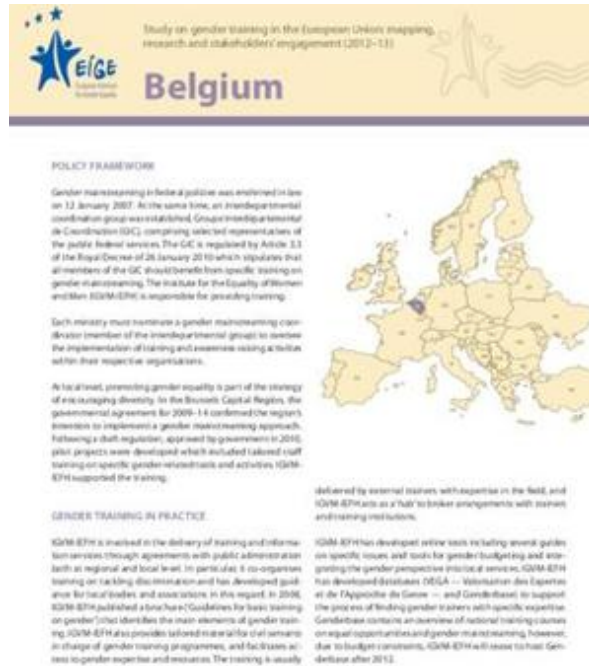 Study on gender training in the European Union: mapping,
research and stakeholders' engagement (2012–13)
EIGE
Belgium
POLICY FRAMEWORK
Gender mainstreaming in federal policies was enshrined in law
on 12 January 2007. At the same time, an interdepartmental
coordination group was established, Groupe Interdépartemental
de Coordination (GIC), comprising selected representatives of
the public federal services. The GIC is regulated by Article 3.3
of the Royal Decree of 26 January 2010 which stipulates that
all members of the GIC should benefit from specific training on
gender mainstreaming. The Institute for the Equality of Women
and Men (IGVM-IEFH) is responsible for providing training.
Each ministry must nominate a gender mainstreaming coor-
dinator (member of the interdepartmental group) to oversee
the implementation of training and awareness raising activities
within their respective organisations.
At local level, promoting gender equality is part of the strategy
of encouraging diversity. In the Brussels Capital Region, the
governmental agreement for 2009–14 confirmed the region's
intention to implement a gender mainstreaming approach.
Following a draft regulation, approved by government in 2010,
pilot projects were developed which included tailored staff
training on specific gender-related tools and activities. IGVM-
IEFH supported the training.
GENDER TRAINING IN PRACTICE
IGVM-IEFH is involved in the delivery of training and informa-
tion services through agreements with public administration
both at regional and local level. In particular, it co-organises
training on tackling discrimination and has developed guid-
ance for local bodies and associations in this regard. In 2008,
IGVM-IEFH published a brochure ('Guidelines for basic training
on gender') that identifies the main elements of gender train-
ing. IGVM-IEFH also provides tailored material for civil servants
in charge of gender training programmes, and facilitates ac-
cess to gender expertise and resources. The training is usually
delivered by external trainers with expertise in the field, and
IGVM-IEFH acts as a 'hub' to broker arrangements with trainers
and training institutions.
IGVM-IEFH has developed online tools including several guides
on specific issues and tools for gender budgeting and inte-
grating the gender perspective into local services. IGVM-IEFH
has developed databases (VEGA — Valorisation des Expertes
et de l'Approche de Genre — and Genderbase) to support
the process of finding gender trainers with specific expertise.
Genderbase contains an overview of national training courses
on equal opportunities and gender mainstreaming, however,
due to budget constraints, IGVM-IEFH will cease to host Gen-
derbase after 2012.